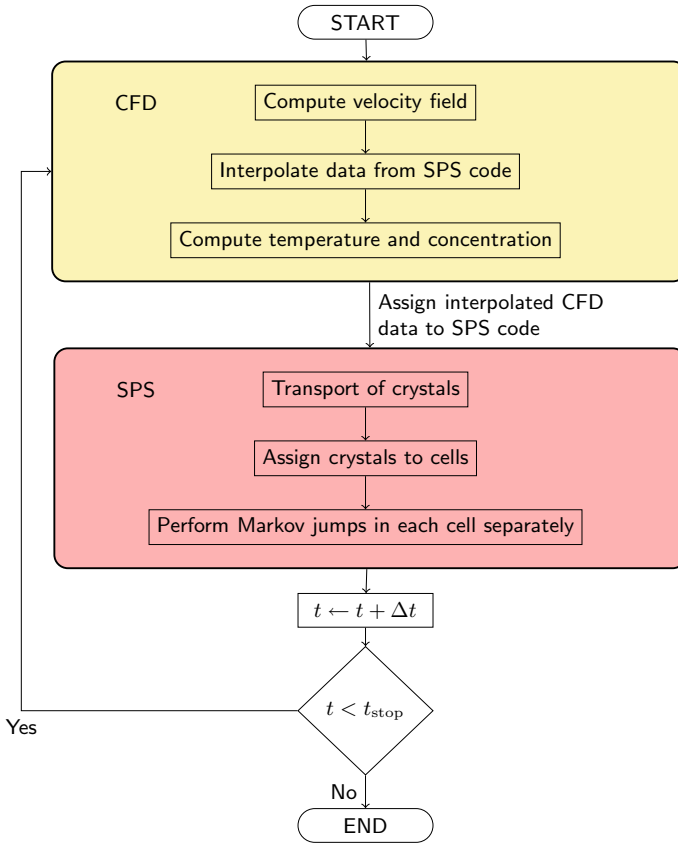 START
CFD
Compute velocity field
Interpolate data from SPS code
Compute temperature and concentration
Assign interpolated CFD
data to SPS code
SPS
Transport of crystals
Assign crystals to cells
Perform Markov jumps in each cell separately
t ← t + Δt
t < t_stop
Yes
No
END